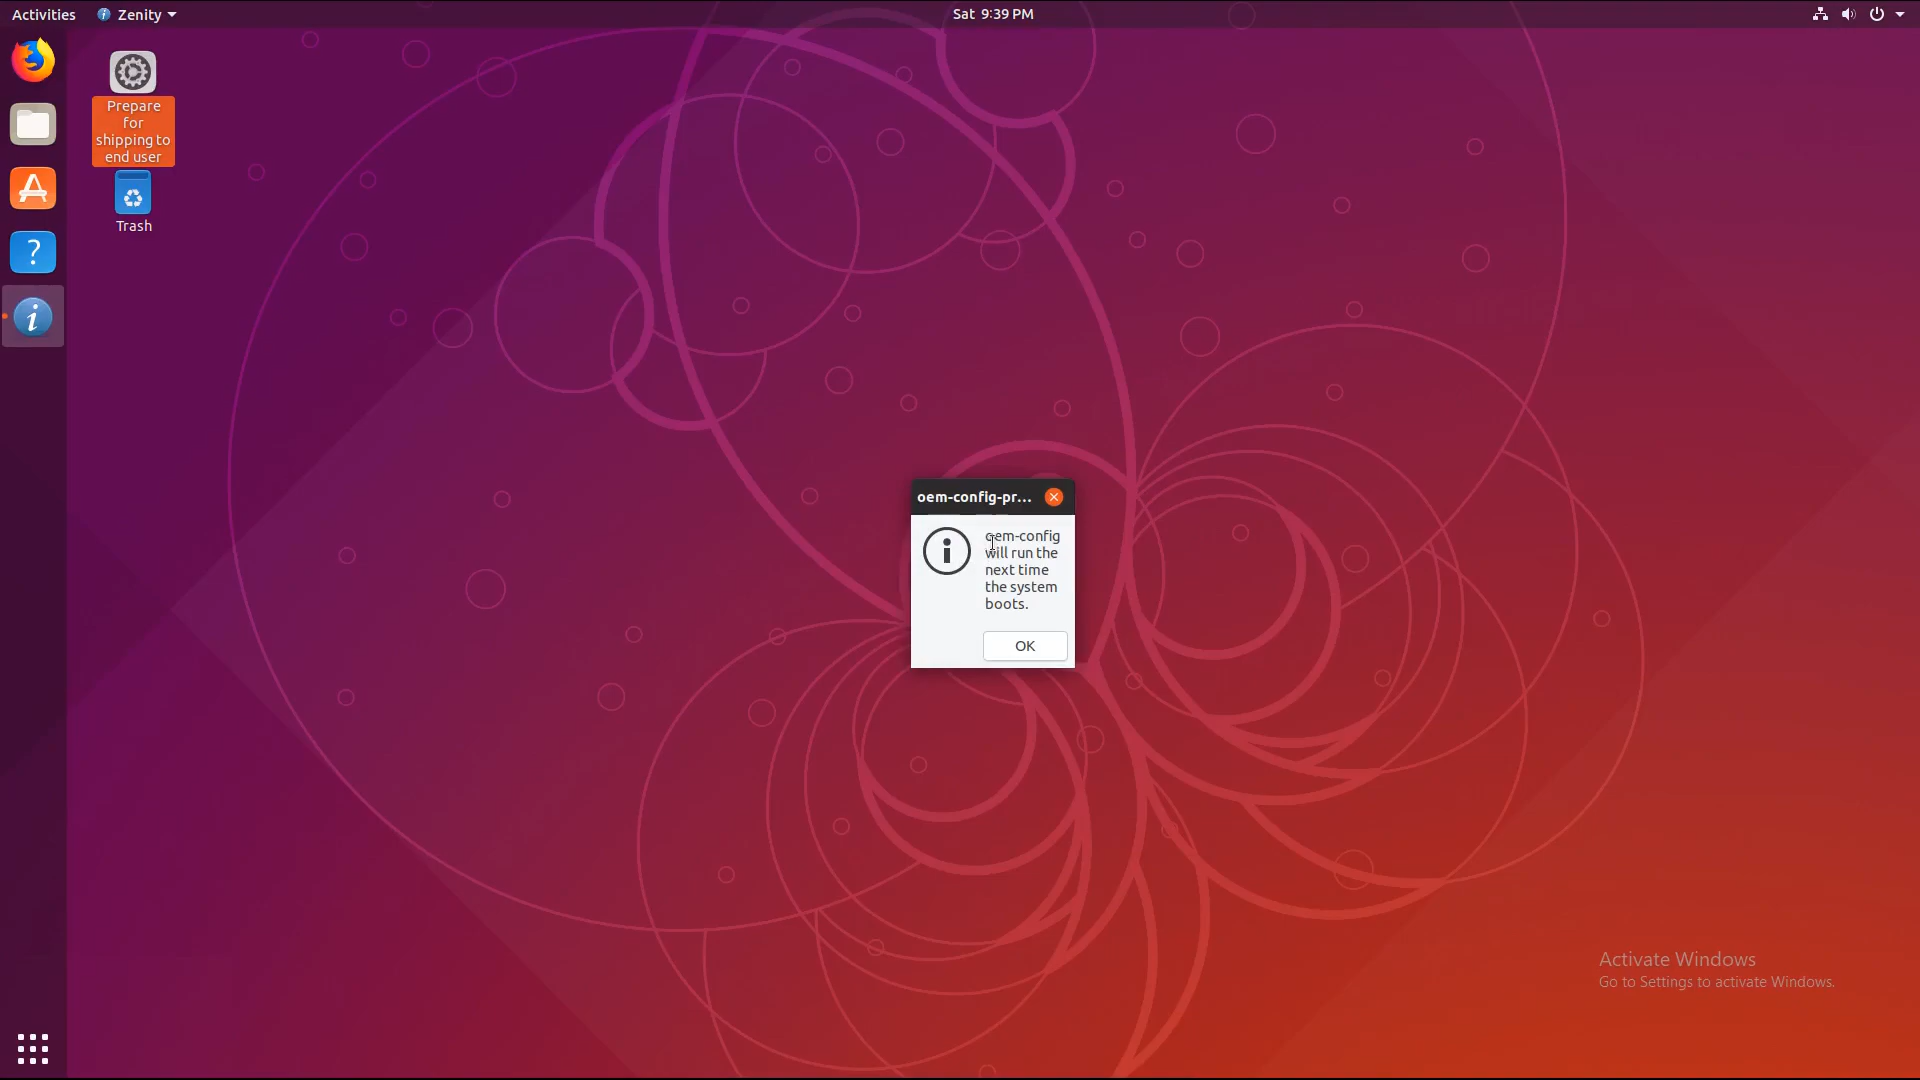 Activities
Zenity
Sat 9:39 PM
Prepare
for
shipping to
end user
Trash
oem-config-pr...
oem-config
will run the
next time
the system
boots.
OK
Activate Windows
Go to Settings to activate Windows.